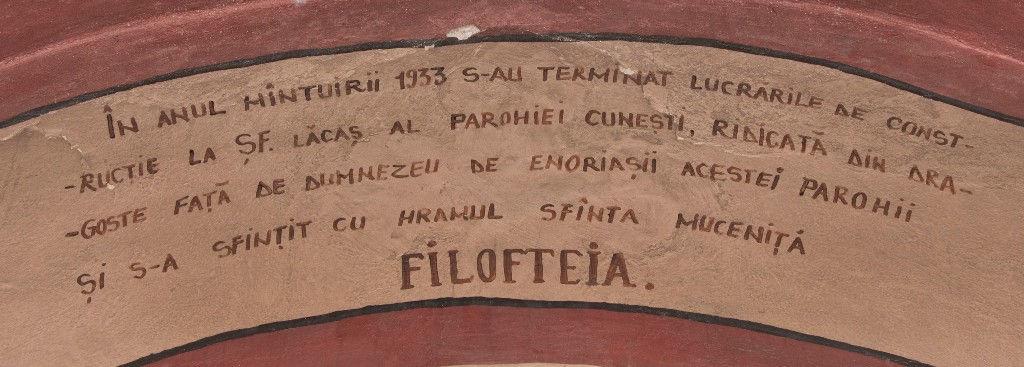 ÎN ANUL MÎNTUIRII 1933 S-AU TERMINAT LUCRĂRILE DE CONST-
-RUCȚIE LA ȘF. LĂCAȘ AL PAROHIEI CUNEȘTI, RIDICATĂ DIN DRA-
-GOSTE FAȚĂ DE DUMNEZEU DE ENORIAȘII ACESTEI PAROHII
ȘI S-A SFINȚIT CU HRAMUL SFÎNTA MUCENIȚĂ
FILOFTEIA.